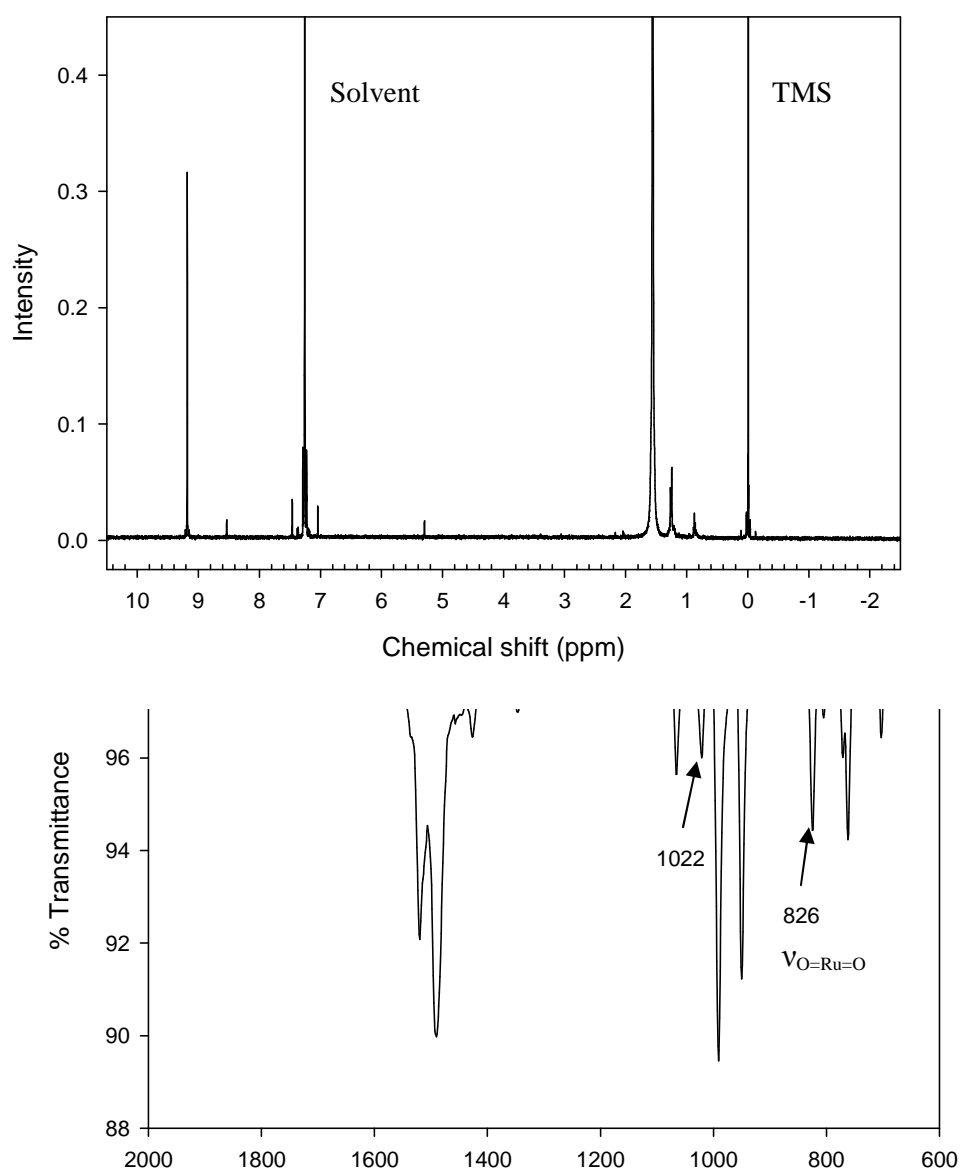 0.4
Solvent
TMS
0.3
Intensity
0.2
0.1
0.0
10 9 8 7 6 5 4 3 2 1 0 -1 -2
Chemical shift (ppm)
96
94
% Transmittance
1022
92
826
νO=Ru=O
90
88
2000 1800 1600 1400 1200 1000 800 600